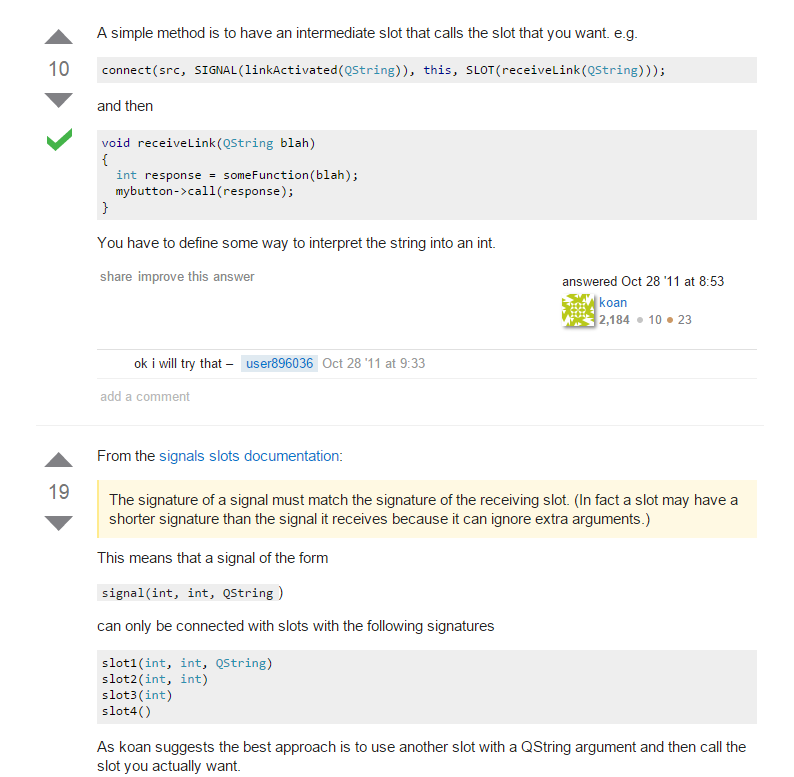 A simple method is to have an intermediate slot that calls the slot that you want. e.g.
10
connect(src, SIGNAL(linkActivated(QString)), this, SLOT(receiveLink(QString)));
and then
void receiveLink(QString blah)
{
int response = someFunction(blah);
mybutton->call(response);
}
You have to define some way to interpret the string into an int.
share improve this answer
answered Oct 28 '11 at 8:53
koan
2,184 ● 10 ● 23
ok i will try that – user896036 Oct 28 '11 at 9:33
add a comment
From the signals slots documentation:
19
The signature of a signal must match the signature of the receiving slot. (In fact a slot may have a
shorter signature than the signal it receives because it can ignore extra arguments.)
This means that a signal of the form
signal(int, int, QString )
can only be connected with slots with the following signatures
slot1(int, int, QString)
slot2(int, int)
slot3(int)
slot4()
As koan suggests the best approach is to use another slot with a QString argument and then call the
slot you actually want.